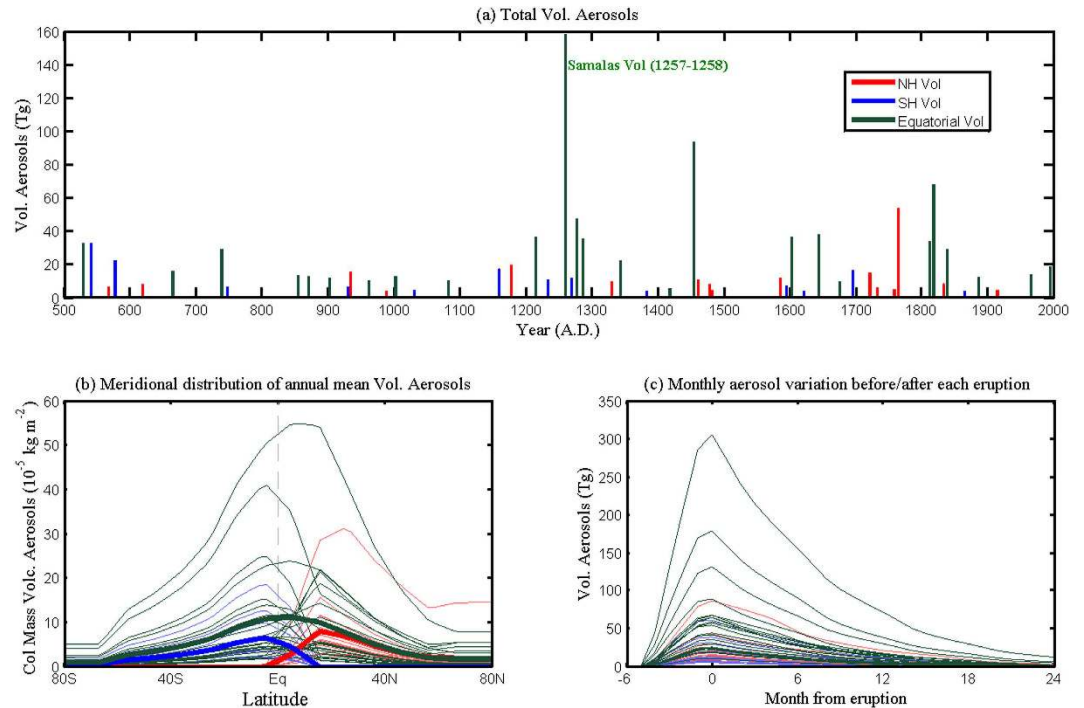 (a) Total Vol. Aerosols
Vol. Aerosols (Tg)
160
140
120
100
80
60
40
20
0
Samalas Vol (1257-1258)
NH Vol
SH Vol
Equatorial Vol
500 600 700 800 900 1000 1100 1200 1300 1400 1500 1600 1700 1800 1900 2000
Year (A.D.)
(b) Meridional distribution of annual mean Vol. Aerosols
Col Mass Volc. Aerosols (10⁻⁵ kg m⁻²)
60
50
40
30
20
10
0
80S 40S Eq 40N 80N
Latitude
(c) Monthly aerosol variation before/after each eruption
Vol. Aerosols (Tg)
350
300
250
200
150
100
50
0
-6 0 6 12 18 24
Month from eruption